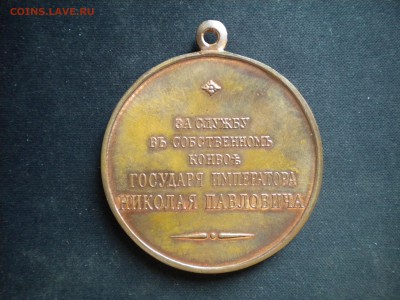 COINS.LAVE.RU
ЗА СЛУЖБУ
ВЪ СОБСТВЕННОМЪ
КОНВОѢ
ГОСУДАРЯ ИМПЕРАТОРА
НИКОЛАЯ ПАВЛОВИЧА